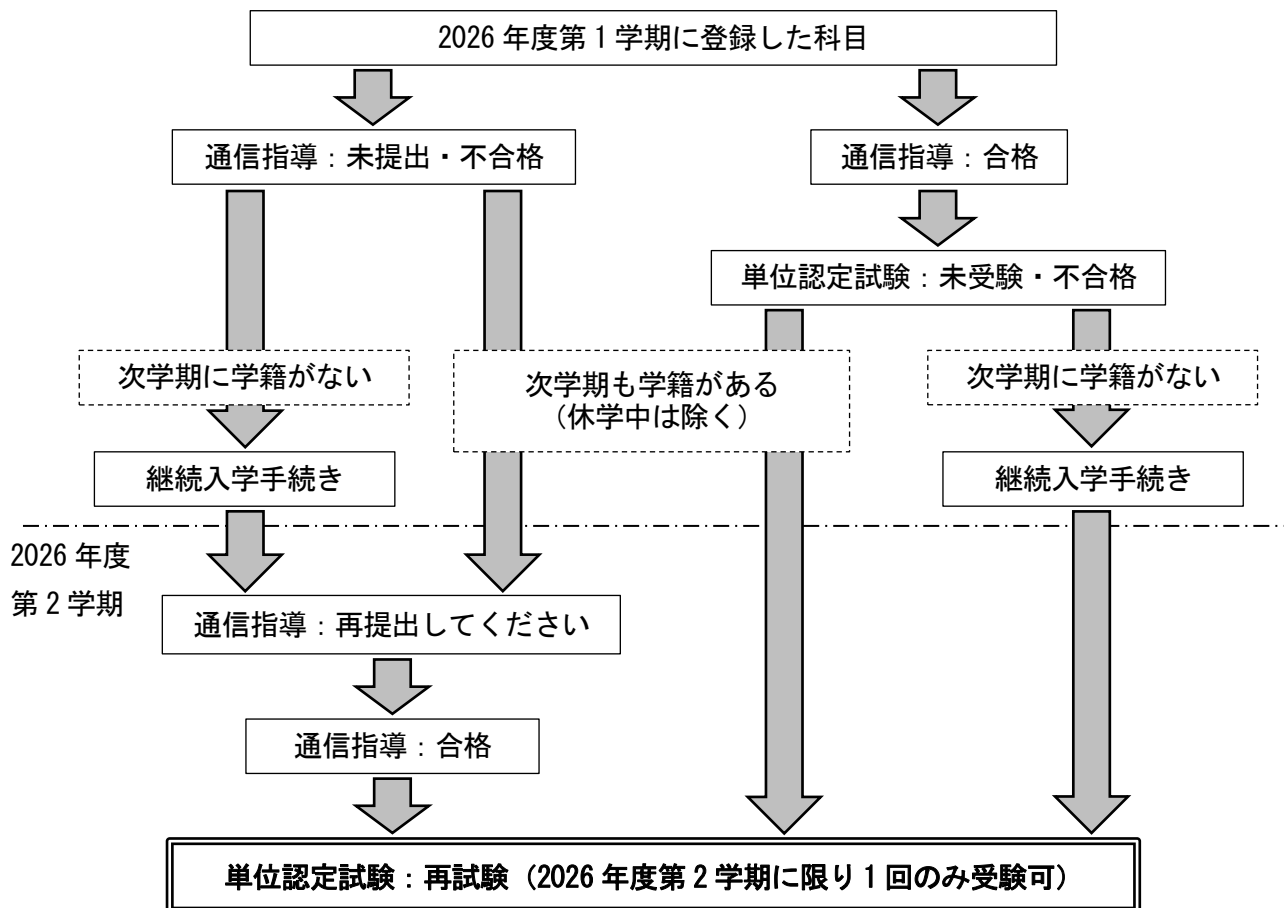 2026 年度第 1 学期に登録した科目
通信指導：未提出・不合格
通信指導：合格
単位認定試験：未受験・不合格
次学期に学籍がない
次学期も学籍がある
（休学中は除く）
次学期に学籍がない
継続入学手続き
継続入学手続き
2026 年度
第 2 学期
通信指導：再提出してください
通信指導：合格
単位認定試験：再試験（2026 年度第 2 学期に限り 1 回のみ受験可）